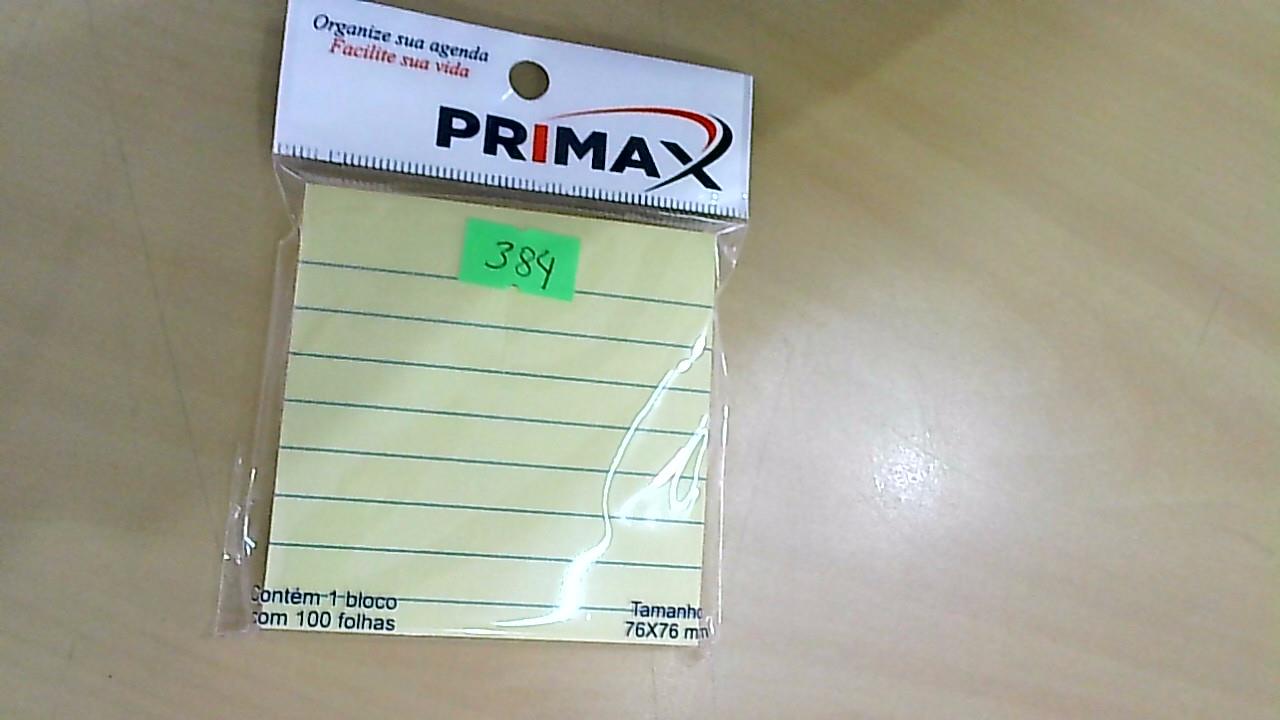 Organize sua agenda
Facilite sua vida
PRIMAX
384
Contém 1 bloco
com 100 folhas
Tamanho
76X76 mm